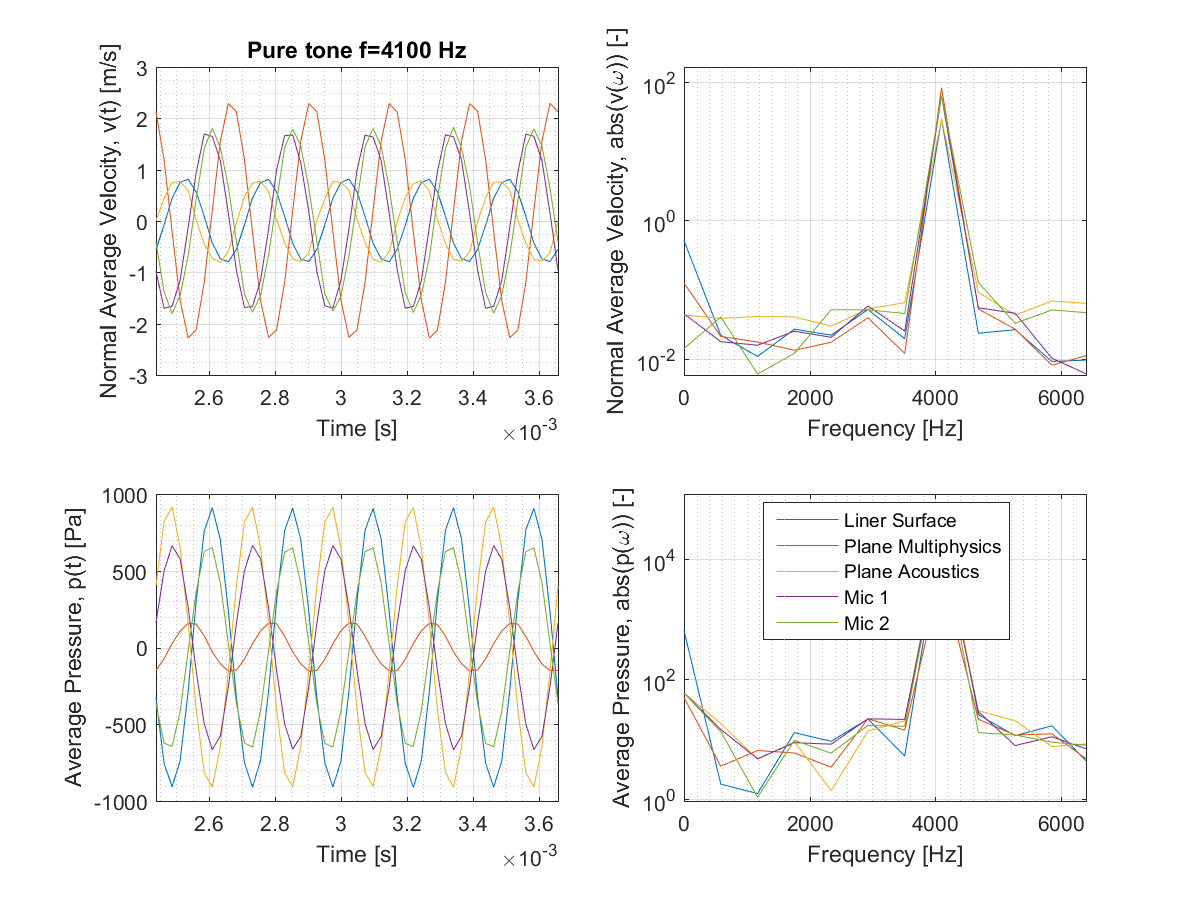 Pure tone f=4100 Hz
Normal Average Velocity, v(t) [m/s]
3
2
1
0
-1
-2
-3
2.6 2.8 3 3.2 3.4 3.6
Time [s]
×10^-3
Normal Average Velocity, abs(v(ω)) [-]
10^2
10^0
10^-2
0 2000 4000 6000
Frequency [Hz]
Average Pressure, p(t) [Pa]
1000
500
0
-500
-1000
2.6 2.8 3 3.2 3.4 3.6
Time [s]
×10^-3
Average Pressure, abs(p(ω)) [-]
10^4
10^2
10^0
Liner Surface
Plane Multiphysics
Plane Acoustics
Mic 1
Mic 2
0 2000 4000 6000
Frequency [Hz]